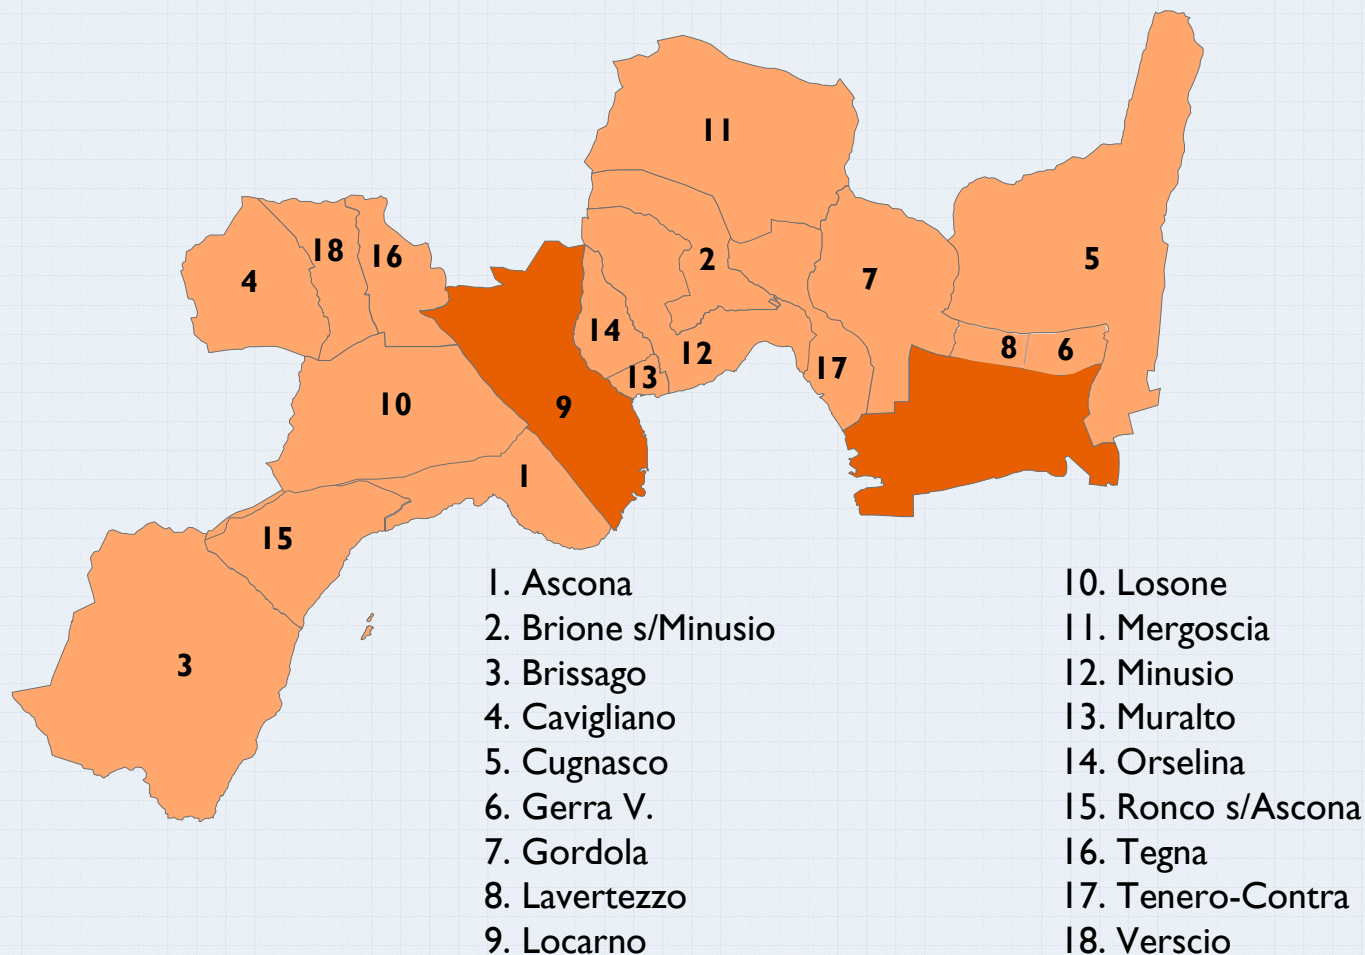 11
18
16
2
5
4
7
14
12
8
6
17
13
10
9
1
15
3
1. Ascona
2. Brione s/Minusio
3. Brissago
4. Cavigliano
5. Cugnasco
6. Gerra V.
7. Gordola
8. Lavertezzo
9. Locarno
10. Losone
11. Mergoscia
12. Minusio
13. Muralto
14. Orselina
15. Ronco s/Ascona
16. Tegna
17. Tenero-Contra
18. Verscio